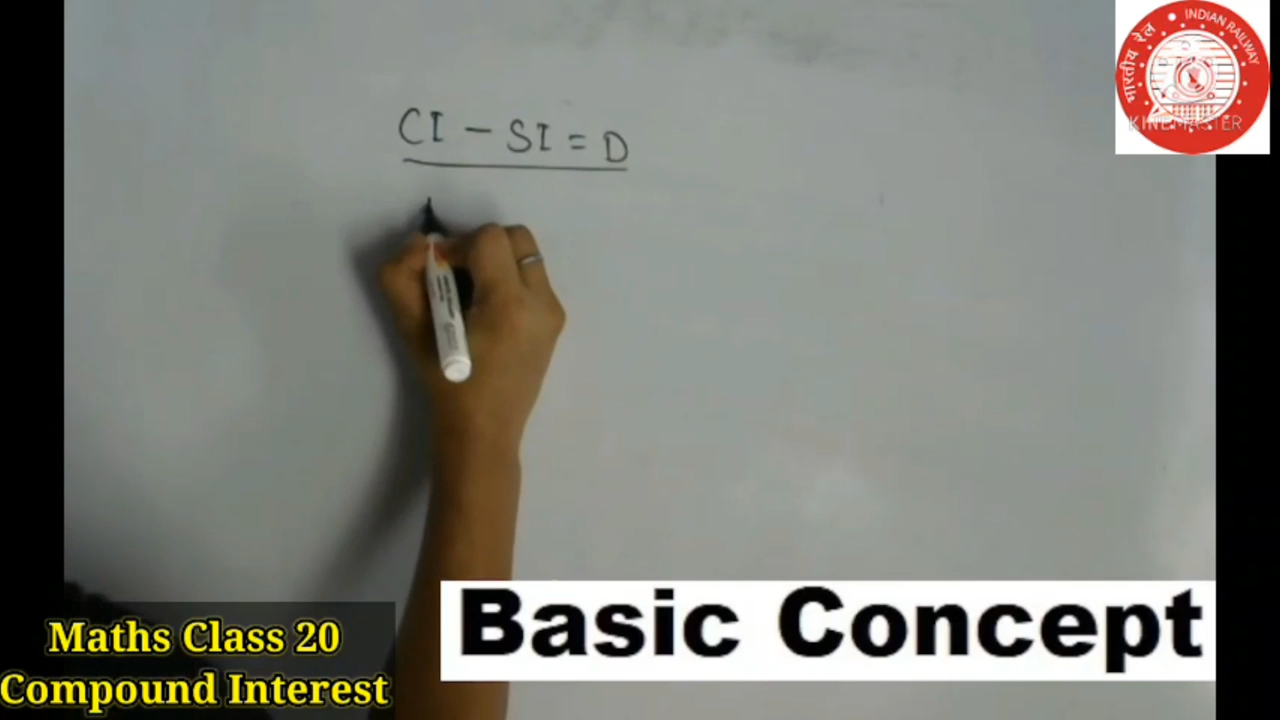 CI - SI = D
भारतीय रेल INDIAN RAILWAY
KINEMASTER
Basic Concept
Maths Class 20
Compound Interest